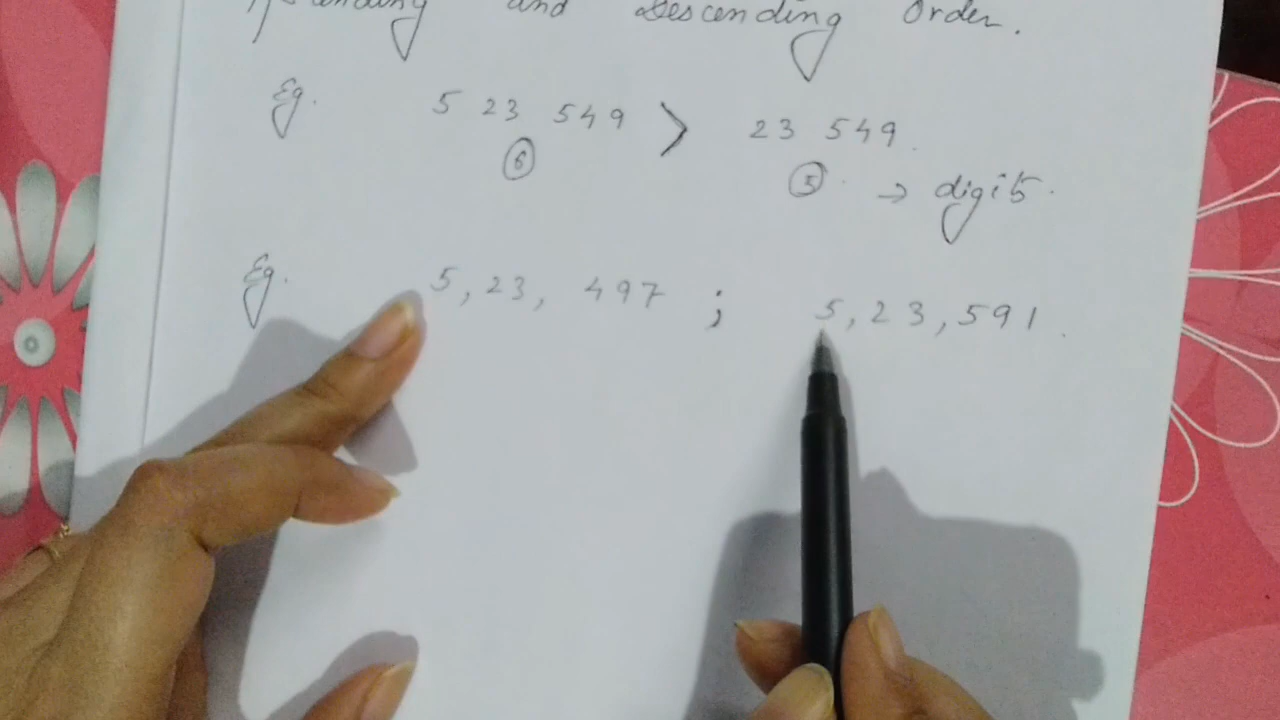 and Descending Order.
Eg. 5 23 549 > 23 549.
6 5 → digits.
Eg. 5, 23, 497 ; 5, 23, 591.